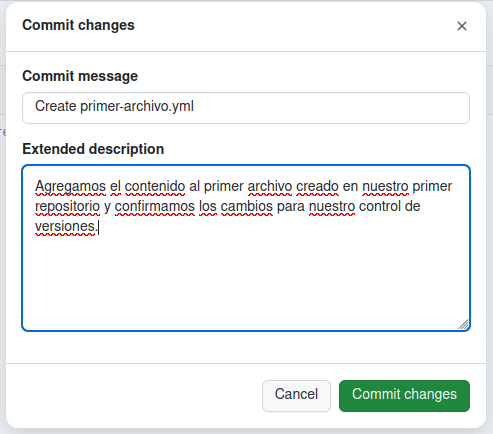 Commit changes
Commit message
Create primer-archivo.yml
Extended description
Agregamos el contenido al primer archivo creado en nuestro primer
repositorio y confirmamos los cambios para nuestro control de
versiones.
Cancel
Commit changes